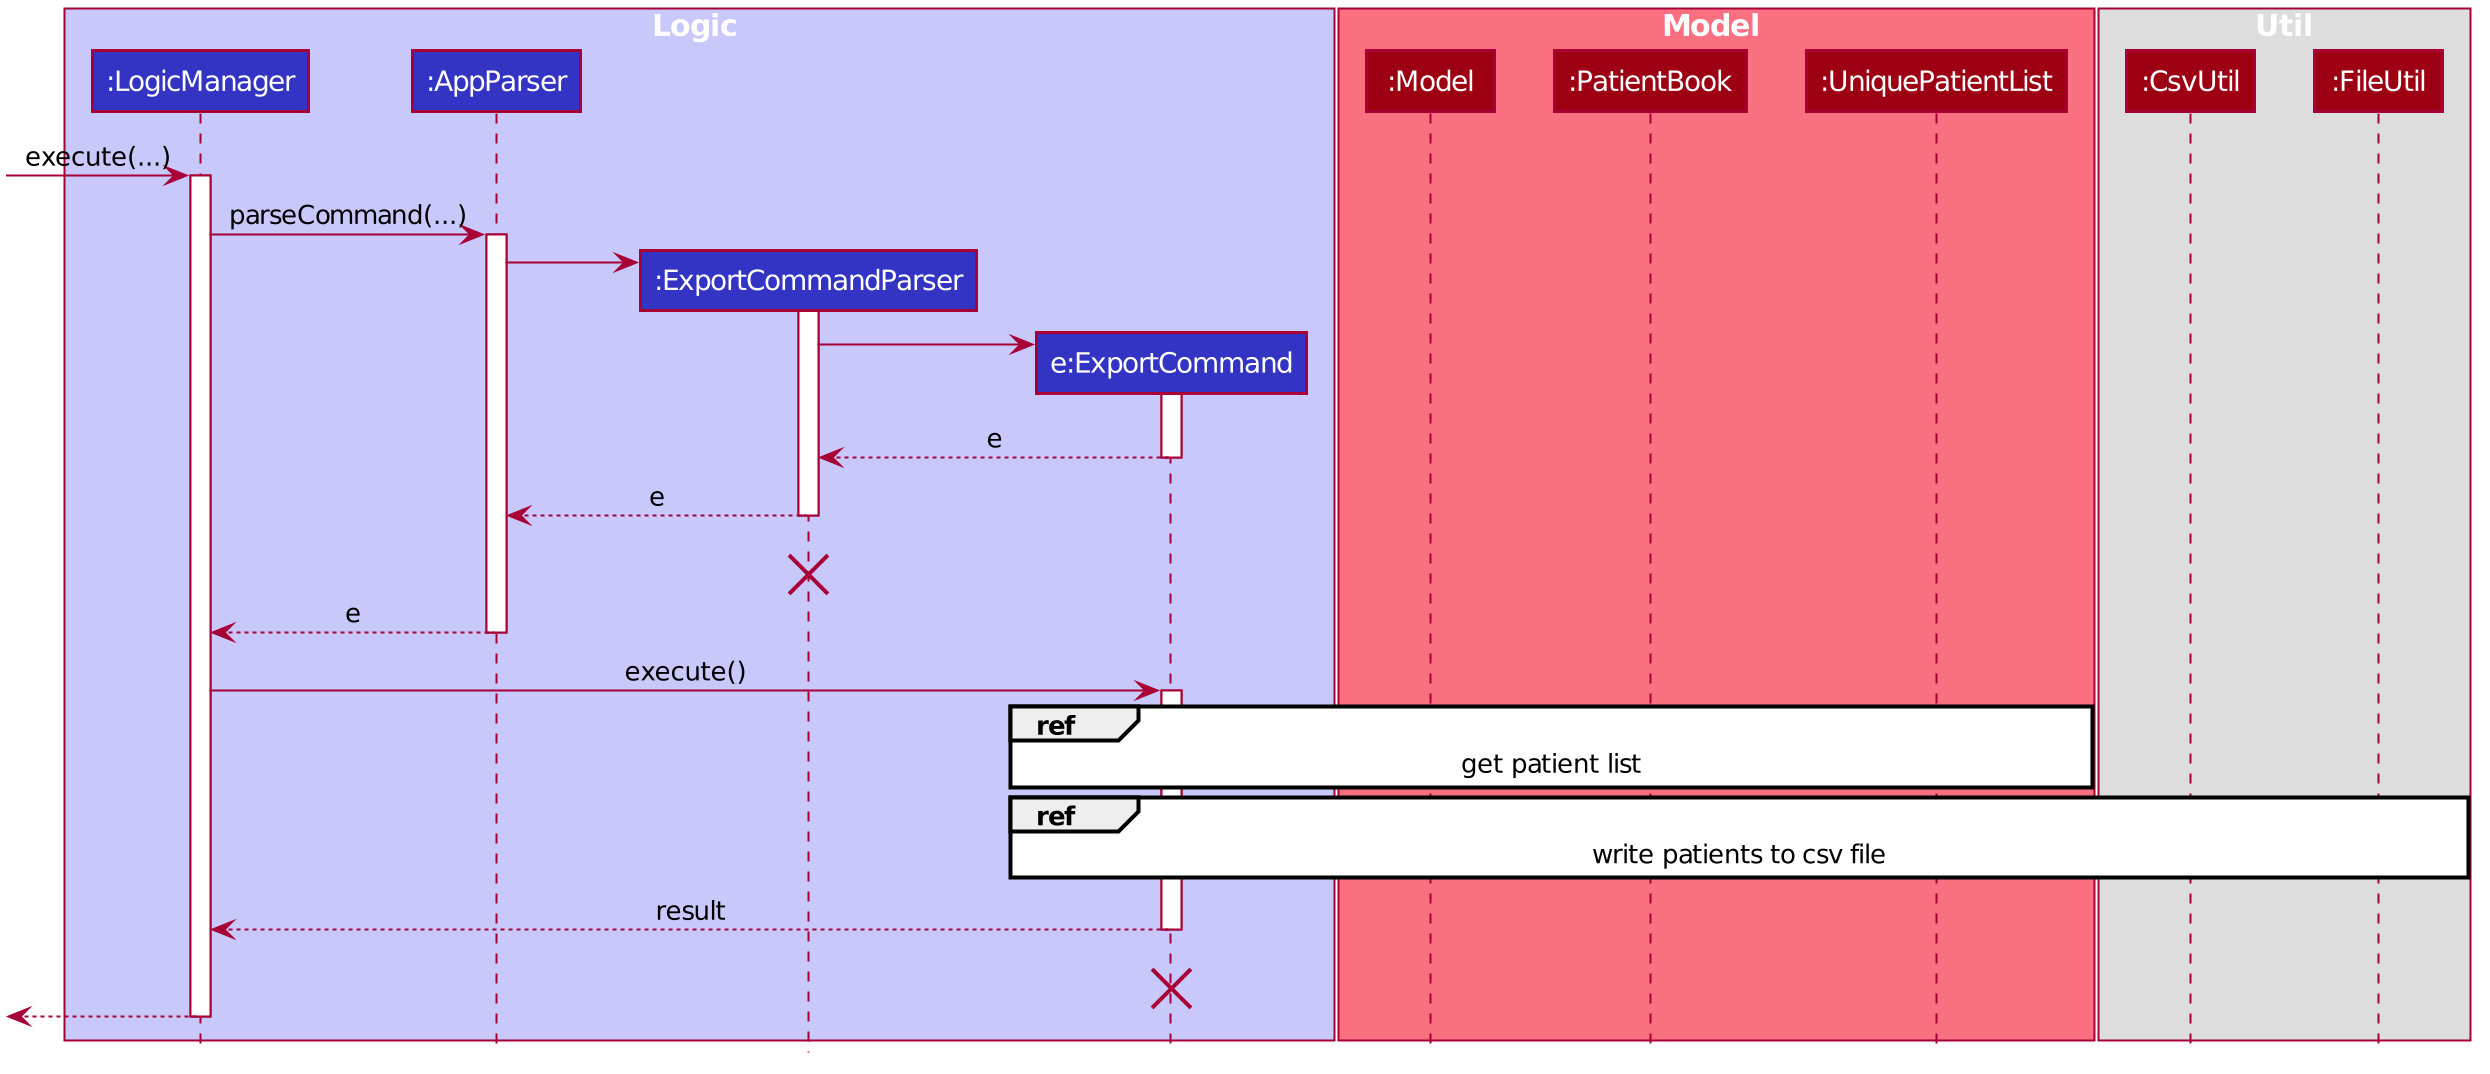 Logic
Model
Util
:LogicManager
:AppParser
:Model
:PatientBook
:UniquePatientList
:CsvUtil
:FileUtil
execute(...)
parseCommand(...)
:ExportCommandParser
e:ExportCommand
e
e
e
execute()
ref
get patient list
ref
write patients to csv file
result